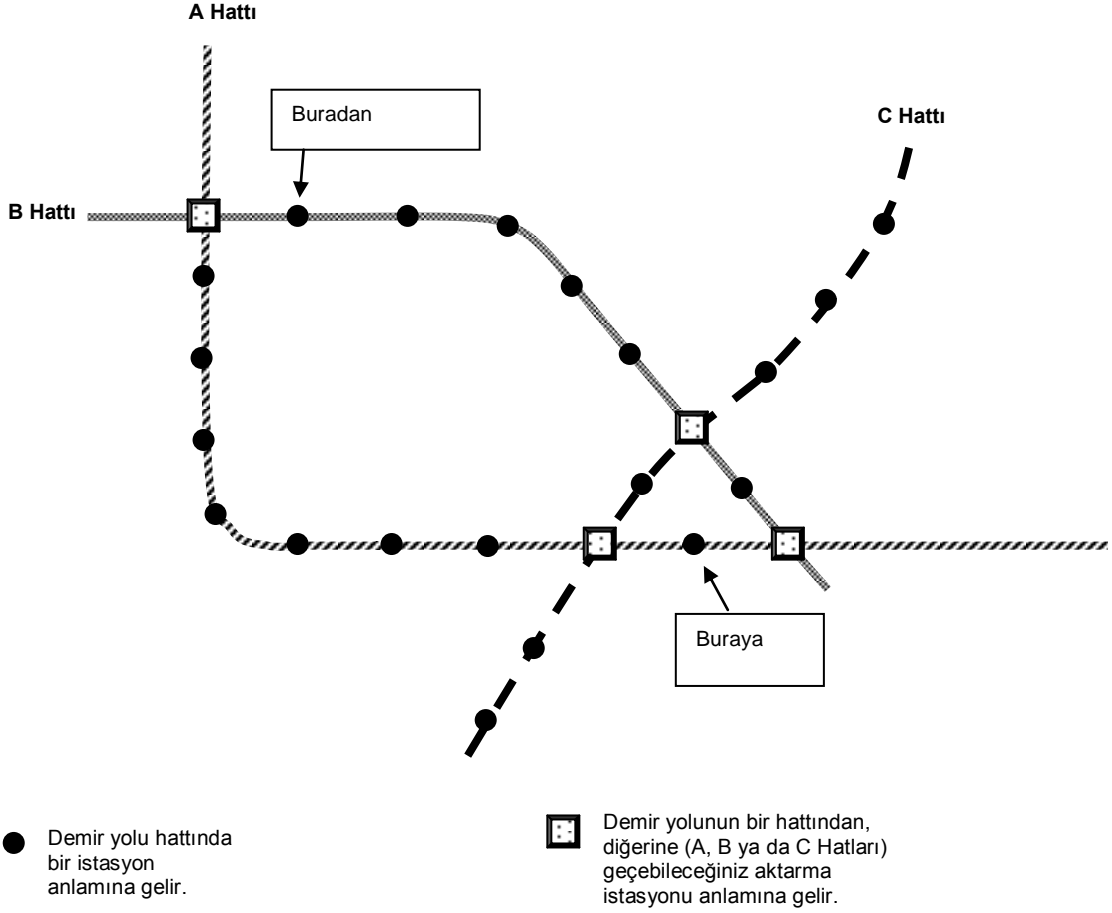 A Hattı
Buradan
C Hattı
B Hattı
Buraya
Demir yolu hattında
bir istasyon
anlamına gelir.
Demir yolunun bir hattından,
diğerine (A, B ya da C Hatları)
geçebileceğiniz aktarma
istasyonu anlamına gelir.